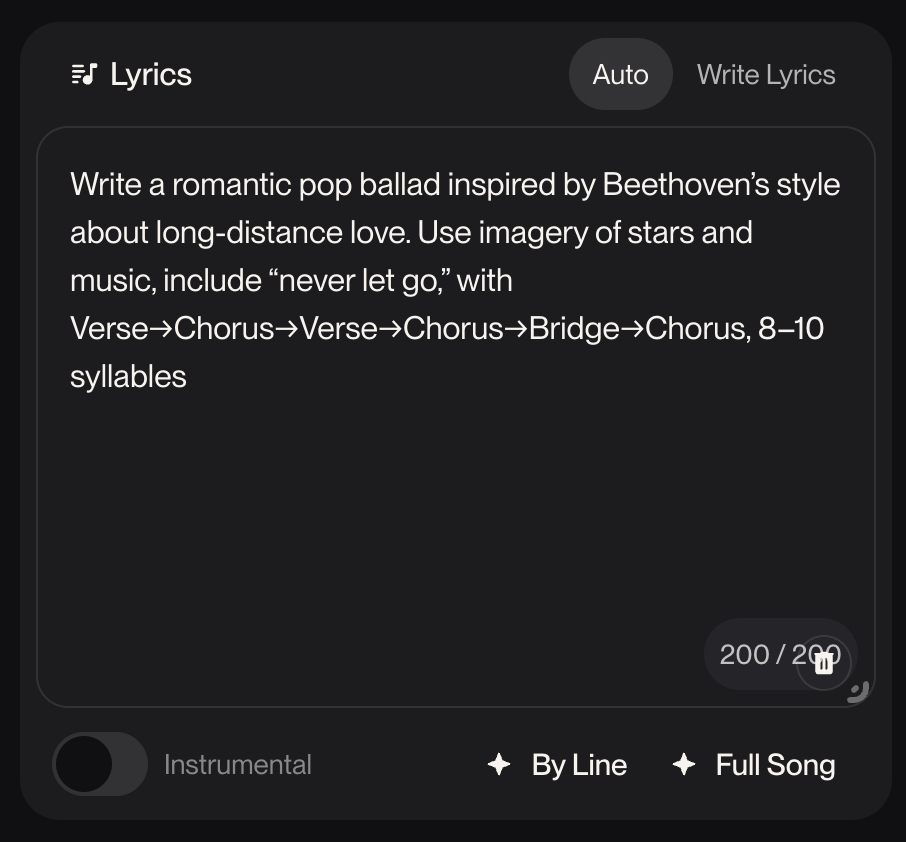 Lyrics
Auto
Write Lyrics
Write a romantic pop ballad inspired by Beethoven’s style
about long-distance love. Use imagery of stars and
music, include “never let go,” with
Verse→Chorus→Verse→Chorus→Bridge→Chorus, 8–10
syllables
200 / 200
Instrumental
By Line
Full Song